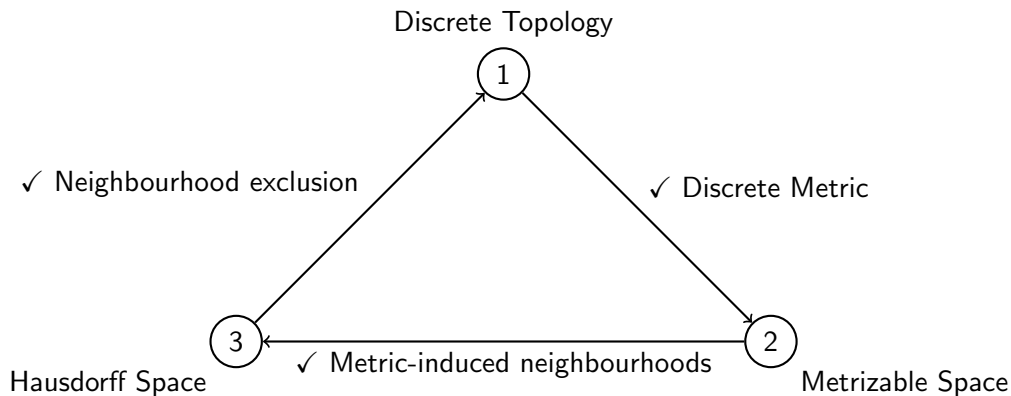 Discrete Topology
1
✓ Neighbourhood exclusion
✓ Discrete Metric
3
2
✓ Metric-induced neighbourhoods
Hausdorff Space
Metrizable Space